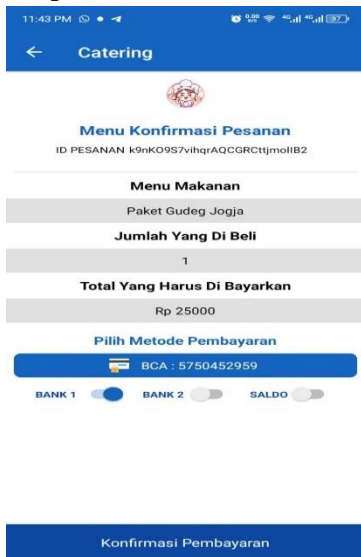 11:43 PM
Catering
Menu Konfirmasi Pesanan
ID PESANAN k9nKO9S7vihqrAQCGRCttjmolIB2
Menu Makanan
Paket Gudeg Jogja
Jumlah Yang Di Beli
1
Total Yang Harus Di Bayarkan
Rp 25000
Pilih Metode Pembayaran
BCA : 5750452959
BANK 1 BANK 2 SALDO
Konfirmasi Pembayaran